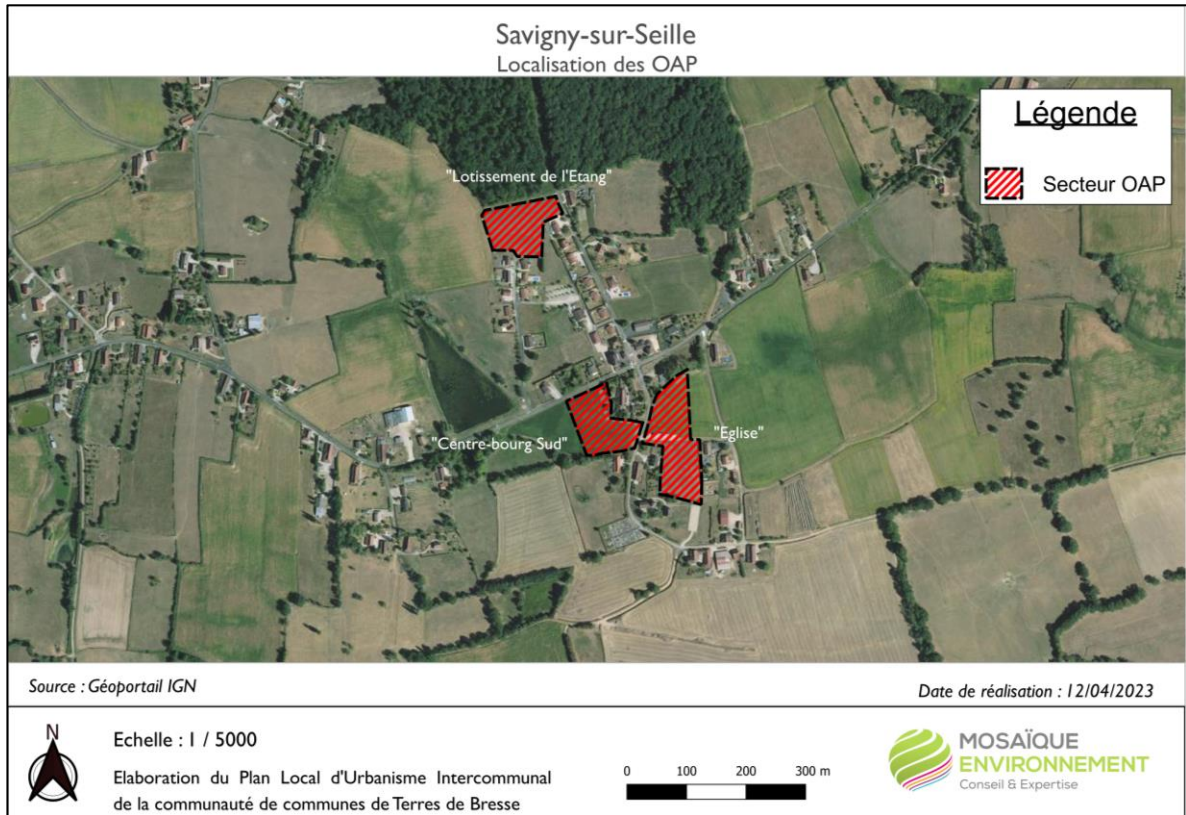 Savigny-sur-Seille
Localisation des OAP
Légende
Secteur OAP
"Lotissement de l'Etang"
"Centre-bourg Sud"
"Eglise"
Source : Géoportail IGN
Date de réalisation : 12/04/2023
N
Echelle : 1 / 5000
Elaboration du Plan Local d'Urbanisme Intercommunal
de la communauté de communes de Terres de Bresse
0 100 200 300 m
MOSAÏQUE
ENVIRONNEMENT
Conseil & Expertise